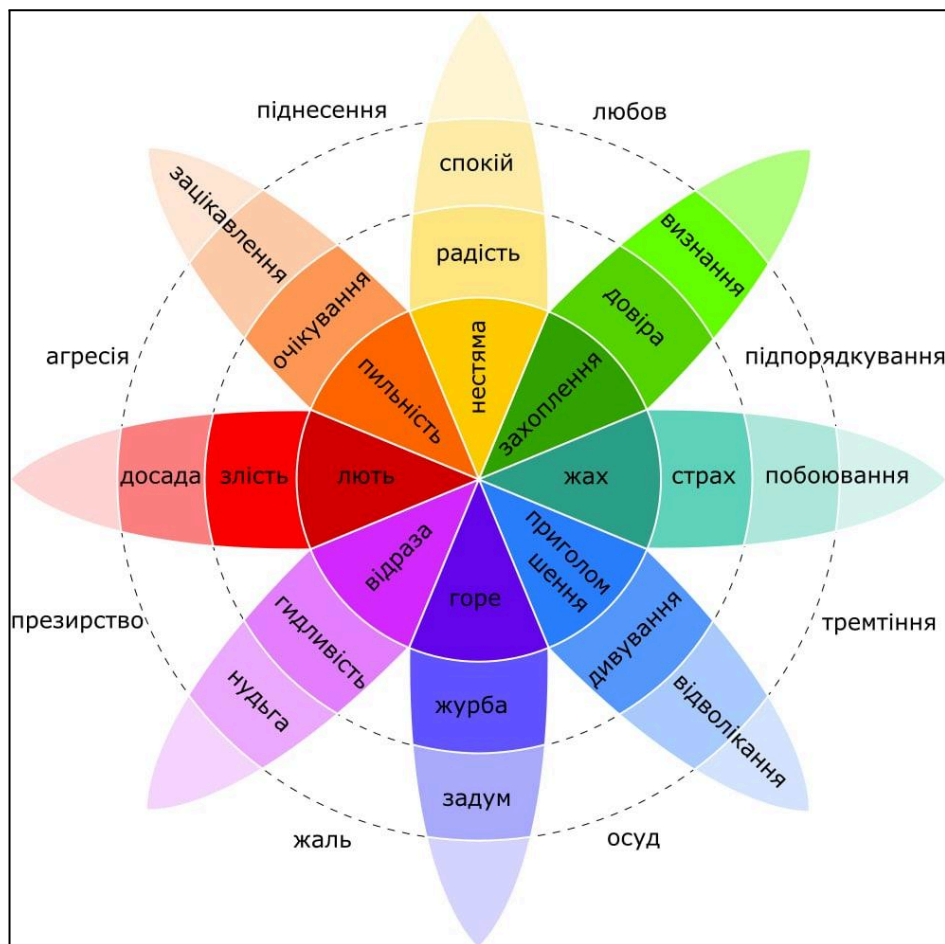 піднесення
любов
спокій
зацікавлення
визнання
радість
довіра
очікування
нестяма
агресія
підпорядкування
пильність
захоплення
досада
злість
лють
жах
страх
побоювання
відраза
приголом
шення
горе
презирство
гидливість
дивування
тремтіння
нудьга
журба
відволікання
задум
жаль
осуд